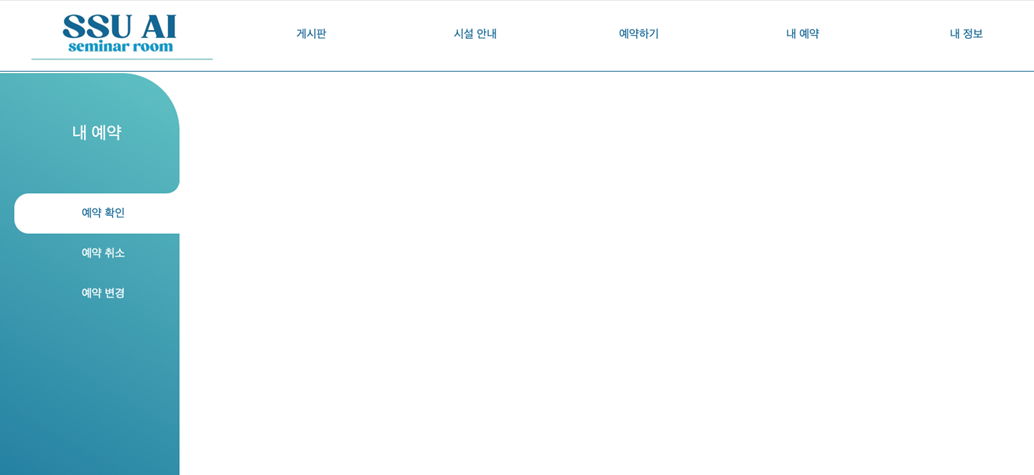 SSU AI
seminar room
게시판
시설 안내
예약하기
내 예약
내 정보
내 예약
예약 확인
예약 취소
예약 변경